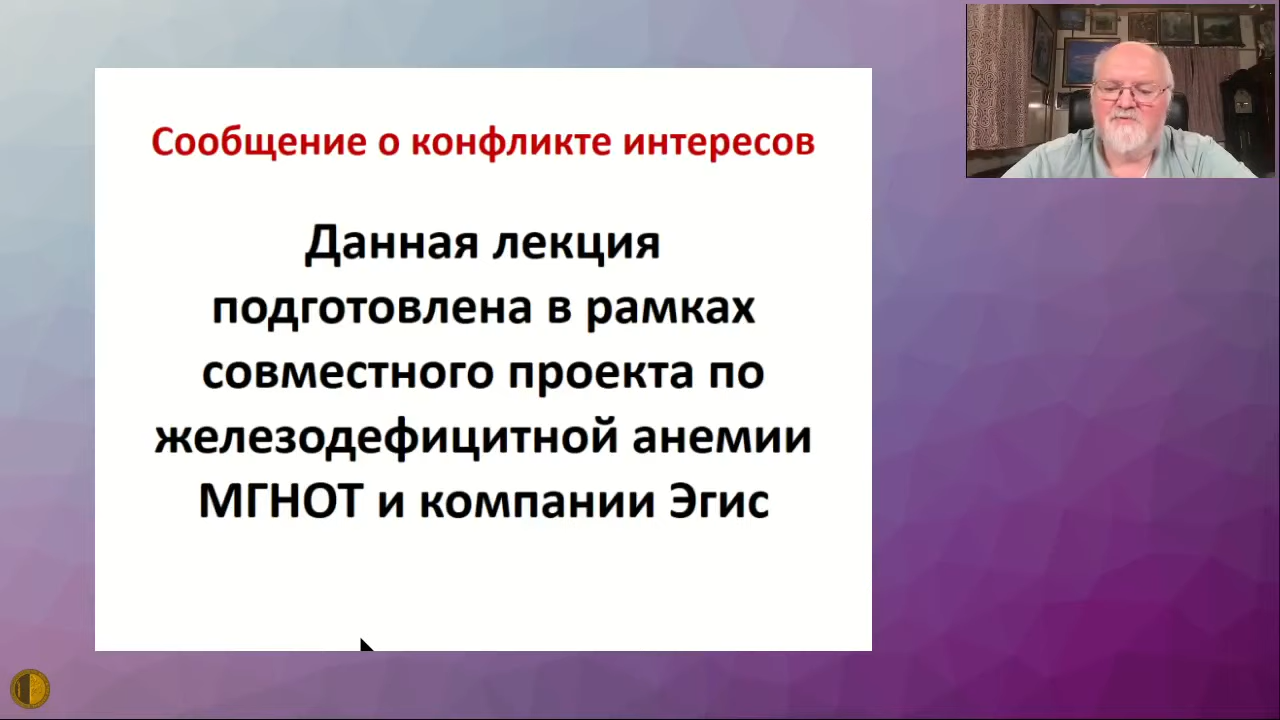 Сообщение о конфликте интересов
Данная лекция
подготовлена в рамках
совместного проекта по
железодефицитной анемии
МГНОТ и компании Эгис